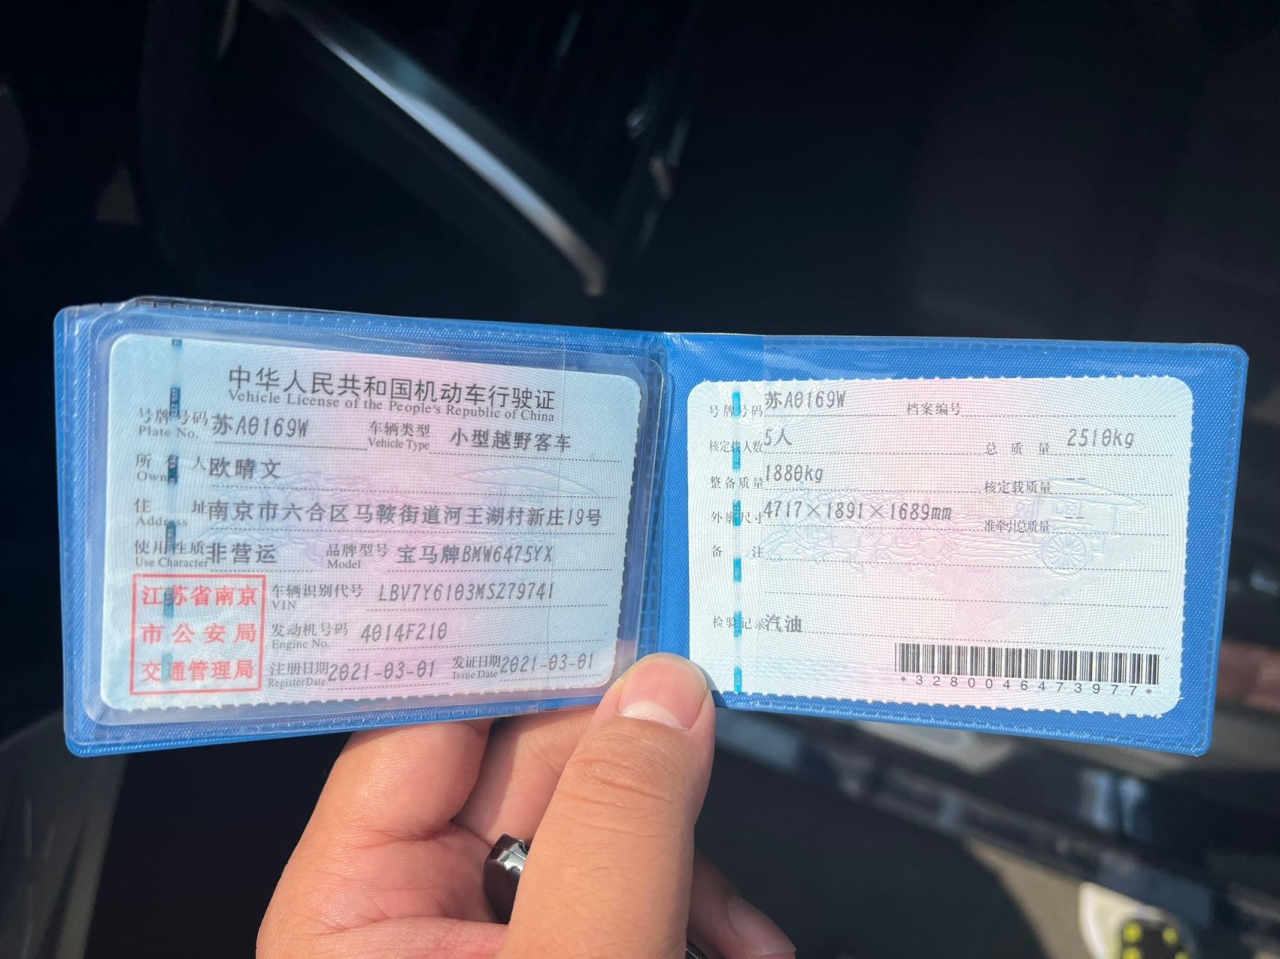 中华人民共和国机动车行驶证
Vehicle License of the People's Republic of China
号牌号码 苏A0169W 车辆类型 小型越野客车
Plate No. Vehicle Type
所有人 欧晴文
Owner
住址 南京市六合区马鞍街道河王湖村新庄19号
Address
使用性质 非营运 品牌型号 宝马牌BMW6475YX
Use Character Model
江苏省南京
市公安局
交通管理局
车辆识别代号 LBV7Y6103MSZ79741
VIN
发动机号码 4014F210
Engine No.
注册日期 2021-03-01 发证日期 2021-03-01
Register Date Issue Date
号牌号码 苏A0169W 档案编号
核定载人数 5人 总质量 2510kg
整备质量 1880kg 核定载质量 --
外廓尺寸 4717×1891×1689mm 准牵引总质量 --
备注
检验记录 汽油
*3280046473977*